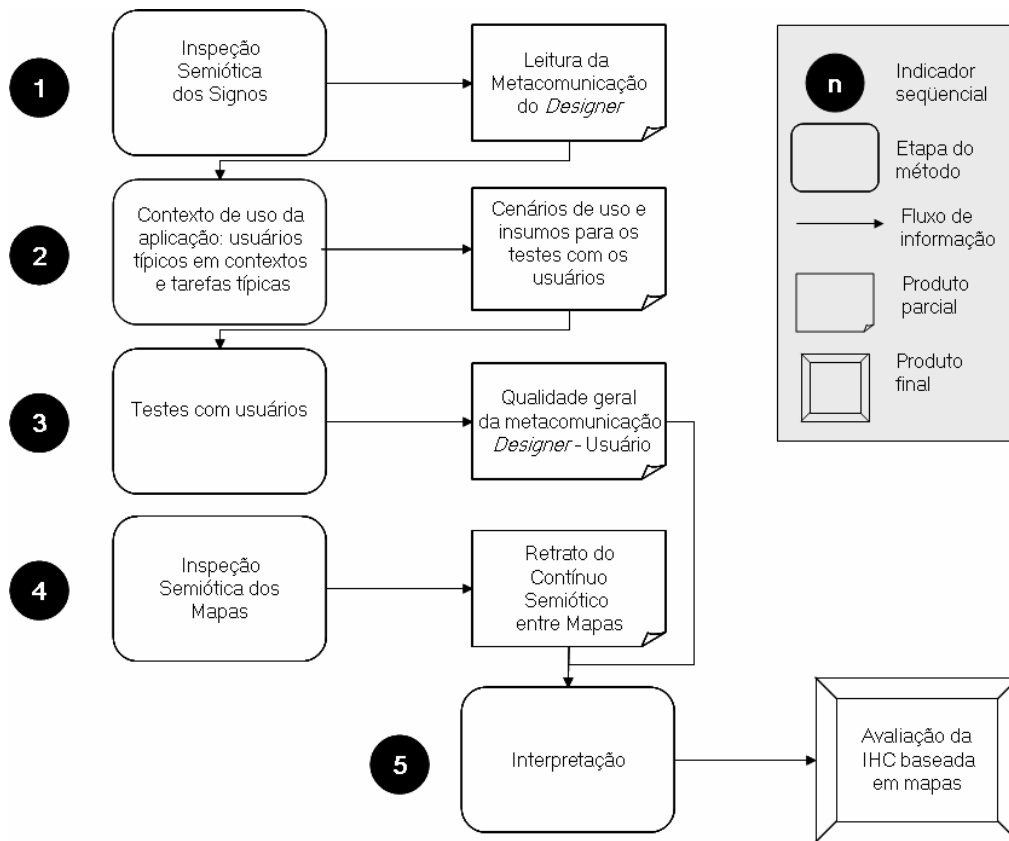 1
Inspeção
Semiótica
dos Signos
Leitura da
Metacomunicação
do Designer
2
Contexto de uso da
aplicação: usuários
típicos em contextos
e tarefas típicas
Cenários de uso e
insumos para os
testes com os
usuários
3
Testes com usuários
Qualidade geral
da metacomunicação
Designer - Usuário
4
Inspeção
Semiótica dos
Mapas
Retrato do
Contínuo
Semiótico
entre Mapas
5
Interpretação
Avaliação da
IHC baseada
em mapas
n
Indicador
seqüencial
Etapa do
método
Fluxo de
informação
Produto
parcial
Produto
final